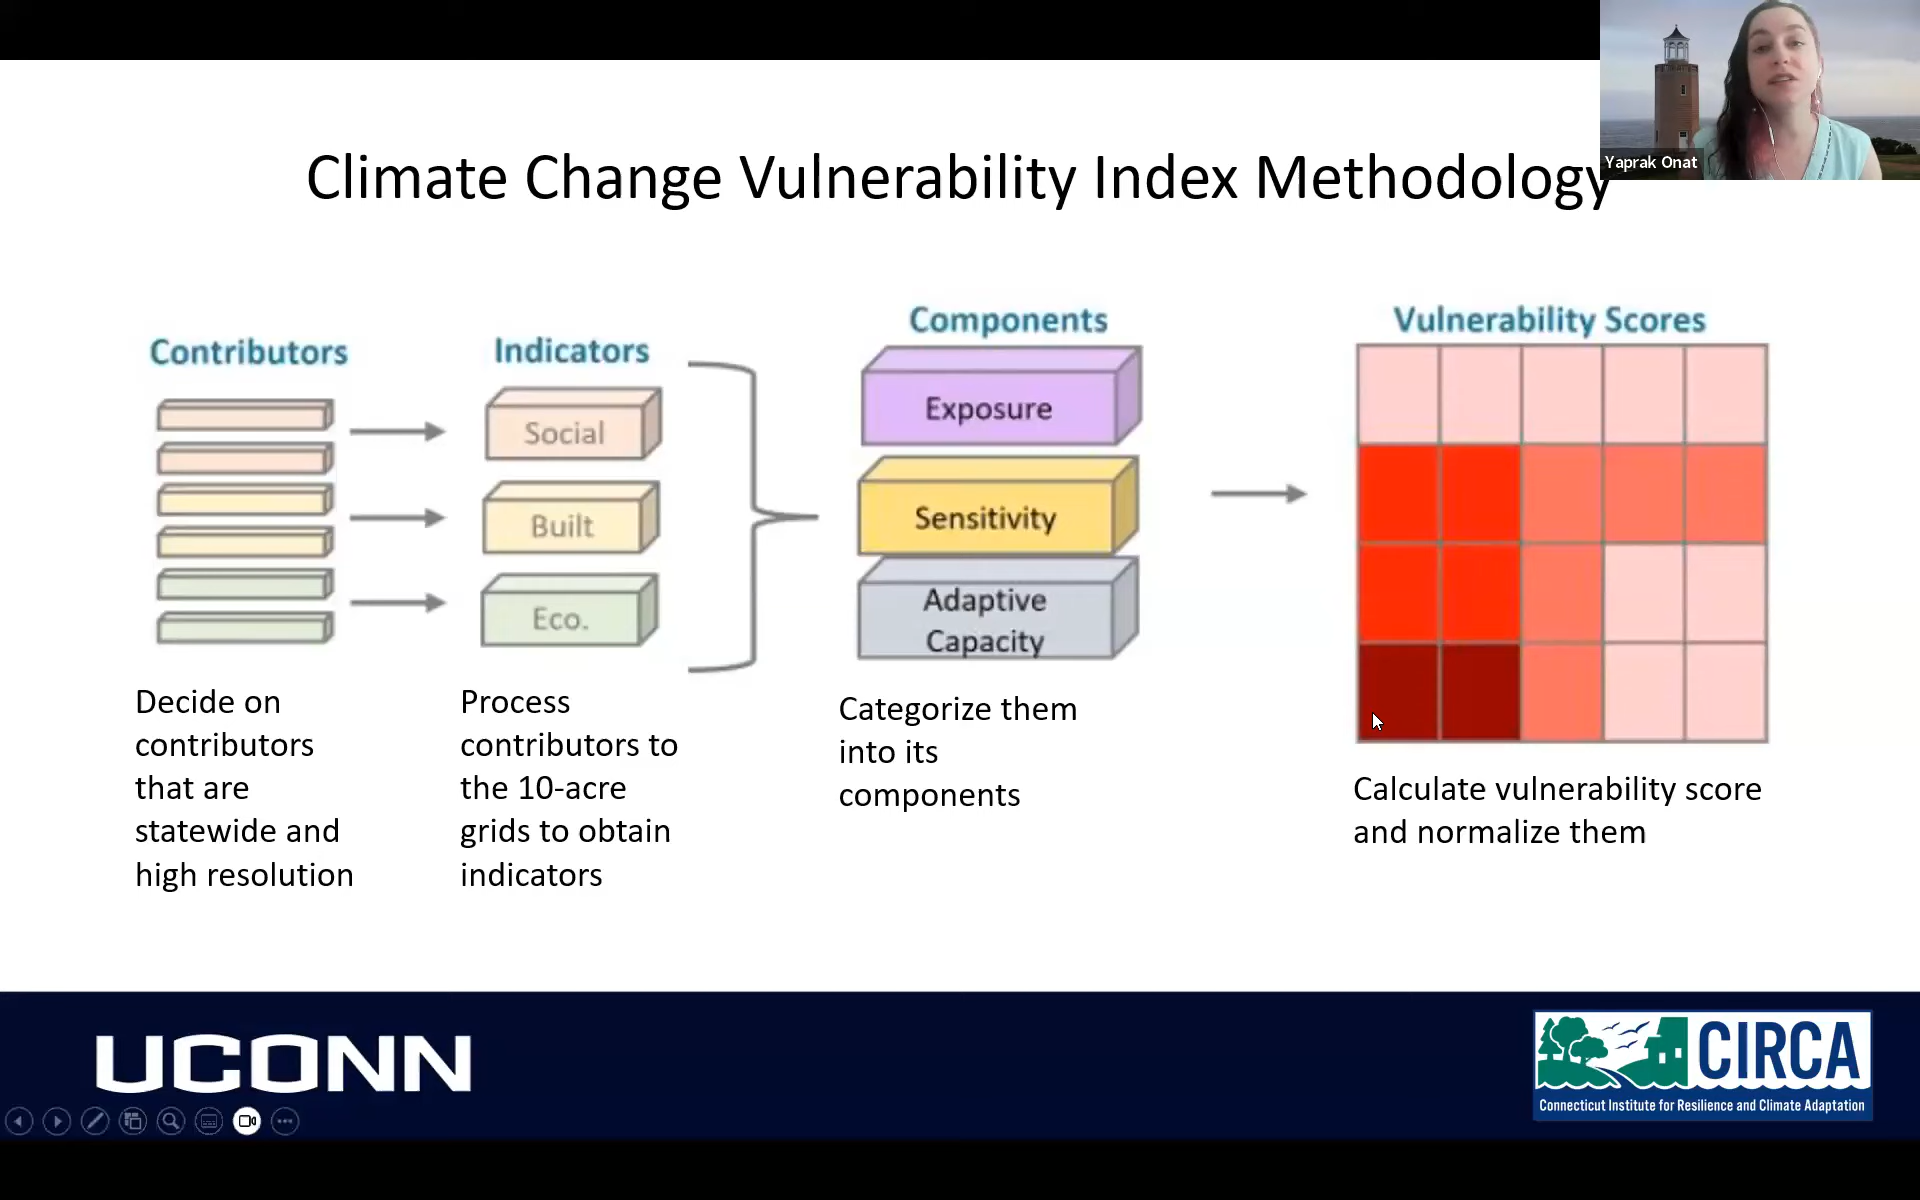 Yaprak Onat
Climate Change Vulnerability Index Methodology
Contributors
Indicators
Social
Built
Eco.
Components
Exposure
Sensitivity
Adaptive
Capacity
Vulnerability Scores
Decide on
contributors
that are
statewide and
high resolution
Process
contributors to
the 10-acre
grids to obtain
indicators
Categorize them
into its
components
Calculate vulnerability score
and normalize them
UCONN
CIRCA
Connecticut Institute for Resilience and Climate Adaptation